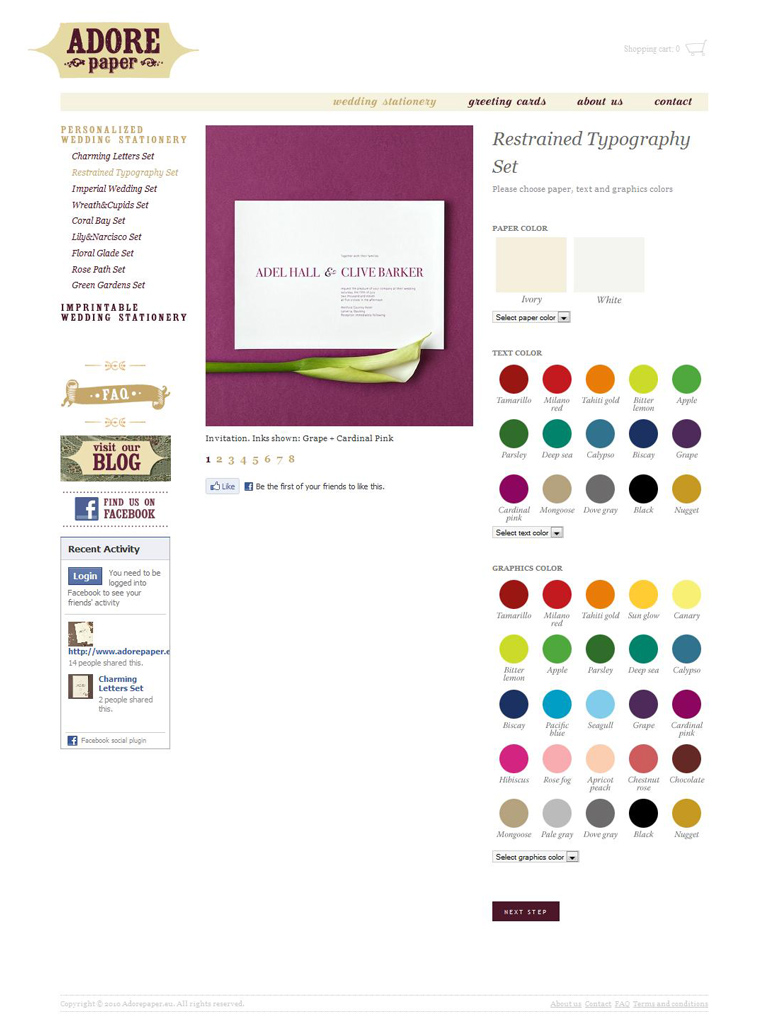 ADORE
paper
Shopping cart: 0
wedding stationery greeting cards about us contact
PERSONALIZED
WEDDING STATIONERY
Charming Letters Set
Restrained Typography Set
Imperial Wedding Set
Wreath&Cupids Set
Coral Bay Set
Lily&Narcisco Set
Floral Glade Set
Rose Path Set
Green Gardens Set
IMPRINTABLE
WEDDING STATIONERY
FAQ
visit our
BLOG
FIND US ON
FACEBOOK
Recent Activity
Login You need to be
logged into
Facebook to see your
friends' activity
http://www.adorepaper.e
14 people shared this.
Charming
Letters Set
2 people shared
this.
Facebook social plugin
ADEL HALL & CLIVE BARKER
Invitation. Inks shown: Grape + Cardinal Pink
1 2 3 4 5 6 7 8
Like Be the first of your friends to like this.
Restrained Typography
Set
Please choose paper, text and graphics colors
PAPER COLOR
Ivory White
Select paper color
TEXT COLOR
Tamarillo Milano red Tahiti gold Bitter lemon Apple
Parsley Deep sea Calypso Biscay Grape
Cardinal pink Mongoose Dove gray Black Nugget
Select text color
GRAPHICS COLOR
Tamarillo Milano red Tahiti gold Sun glow Canary
Bitter lemon Apple Parsley Deep sea Calypso
Biscay Pacific blue Seagull Grape Cardinal pink
Hibiscus Rose fog Apricot peach Chestnut rose Chocolate
Mongoose Pale gray Dove gray Black Nugget
Select graphics color
NEXT STEP
Copyright © 2010 Adorepaper.eu. All rights reserved.
About us Contact FAQ Terms and conditions